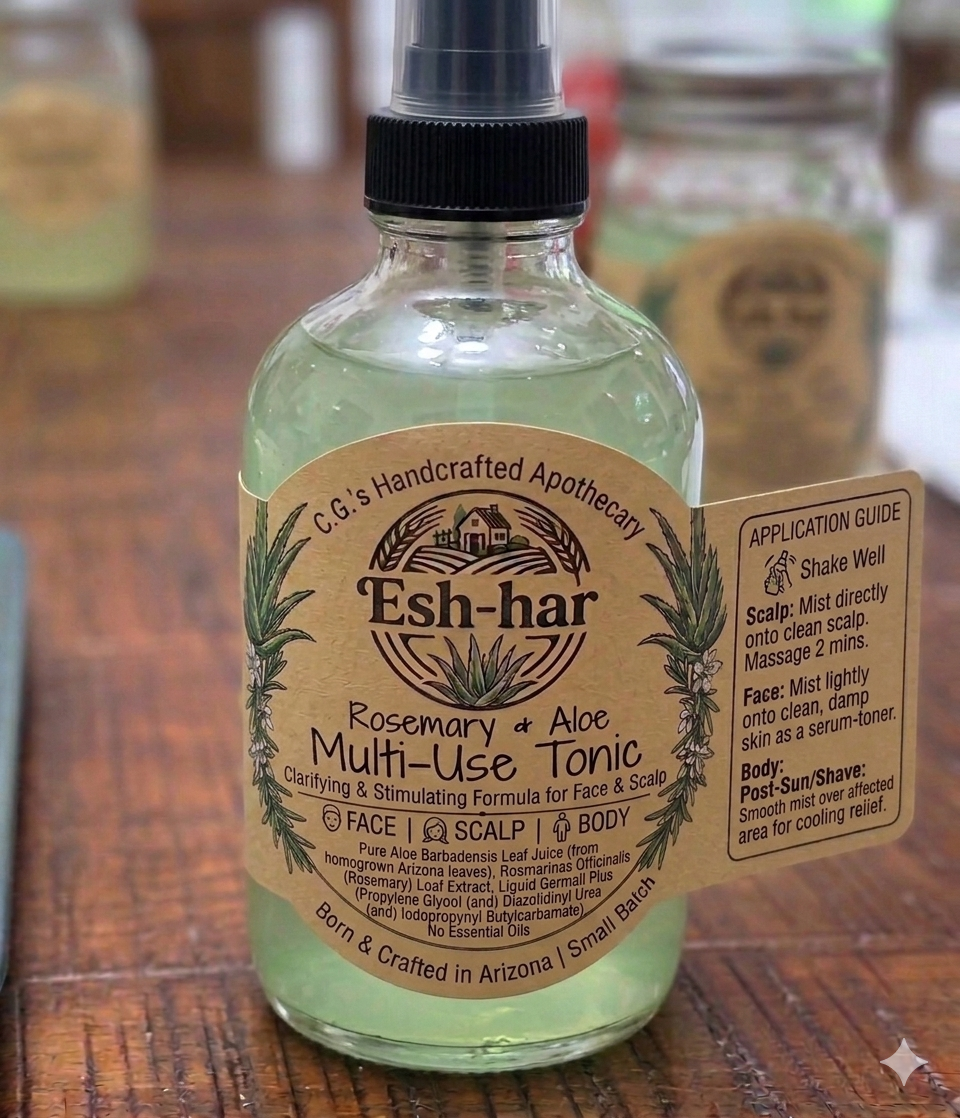 C.G.'s Handcrafted Apothecary
Esh-har
Rosemary & Aloe
Multi-Use Tonic
Clarifying & Stimulating Formula for Face & Scalp
FACE | SCALP | BODY
Pure Aloe Barbadensis Leaf Juice (from
homogrown Arizona leaves), Rosmarinas Officinalis
(Rosemary) Loaf Extract, Liguid Germall Plus
(Propylene Glyool (and) Diazolidinyl Urea
(and) Iodopropynyl Butylcarbamate)
No Essential Oils
Born & Crafted in Arizona | Small Batch
APPLICATION GUIDE
Shake Well
Scalp: Mist directly
onto clean scalp.
Massage 2 mins.
Face: Mist lightly
onto clean, damp
skin as a serum-toner.
Body:
Post-Sun/Shave:
Smooth mist over affected
area for cooling relief.